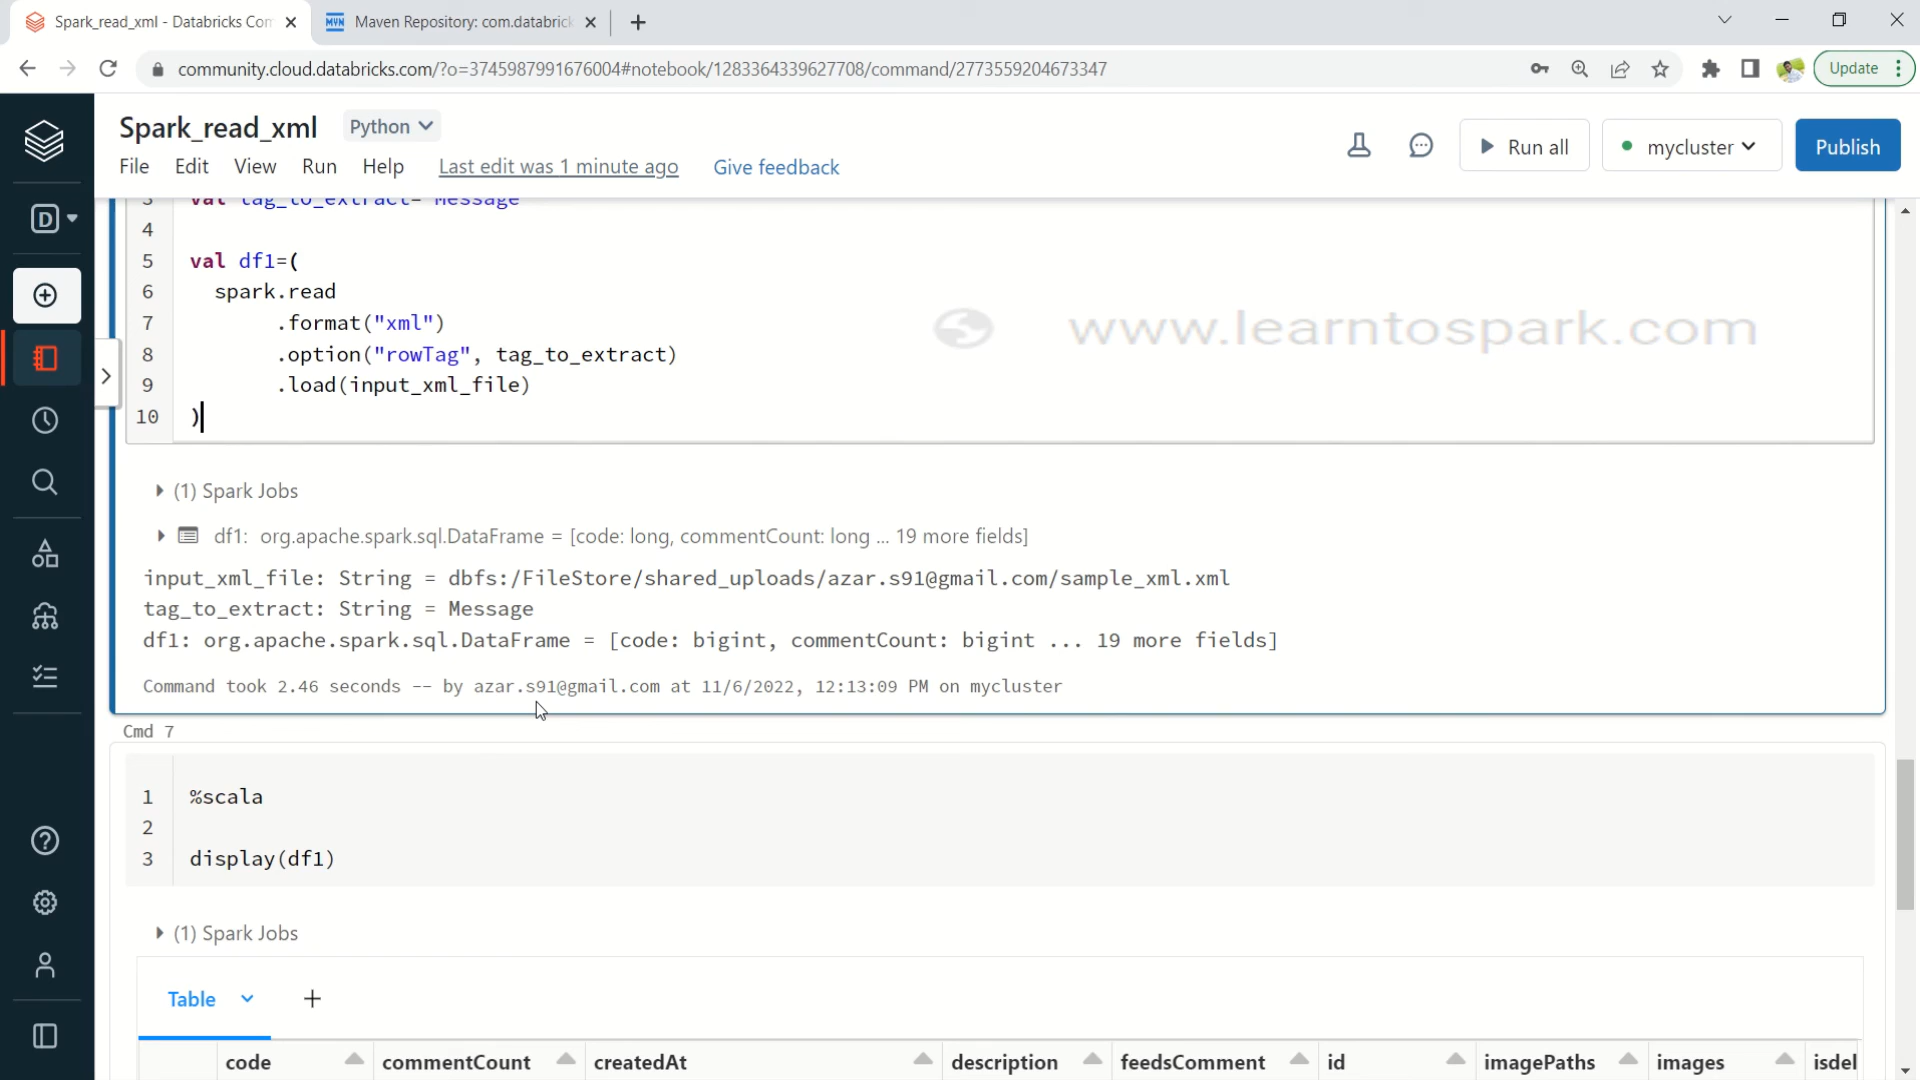 Spark_read_xml - Databricks Com
Maven Repository: com.databrick
community.cloud.databricks.com/?o=3745987991676004#notebook/1283364339627708/command/2773559204673347
Update
Spark_read_xml
Python
File Edit View Run Help Last edit was 1 minute ago Give feedback
Run all
mycluster
Publish
D
3 val tag_to_extract= Message
4
5 val df1=(
6 spark.read
7 .format("xml")
8 .option("rowTag", tag_to_extract)
9 .load(input_xml_file)
10 )
www.learntospark.com
(1) Spark Jobs
df1: org.apache.spark.sql.DataFrame = [code: long, commentCount: long ... 19 more fields]
input_xml_file: String = dbfs:/FileStore/shared_uploads/azar.s91@gmail.com/sample_xml.xml
tag_to_extract: String = Message
df1: org.apache.spark.sql.DataFrame = [code: bigint, commentCount: bigint ... 19 more fields]
Command took 2.46 seconds -- by azar.s91@gmail.com at 11/6/2022, 12:13:09 PM on mycluster
Cmd 7
1 %scala
2
3 display(df1)
(1) Spark Jobs
Table
code commentCount createdAt description feedsComment id imagePaths images isdel